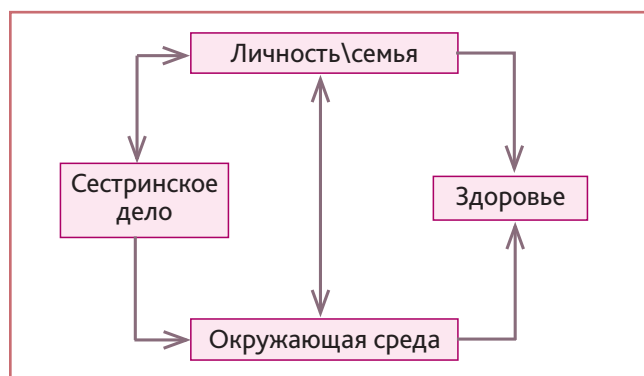 Личность\семья
Сестринское
дело
Здоровье
Окружающая среда